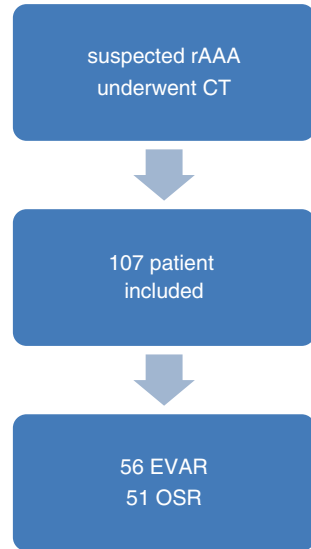 suspected rAAA
underwent CT
107 patient
included
56 EVAR
51 OSR